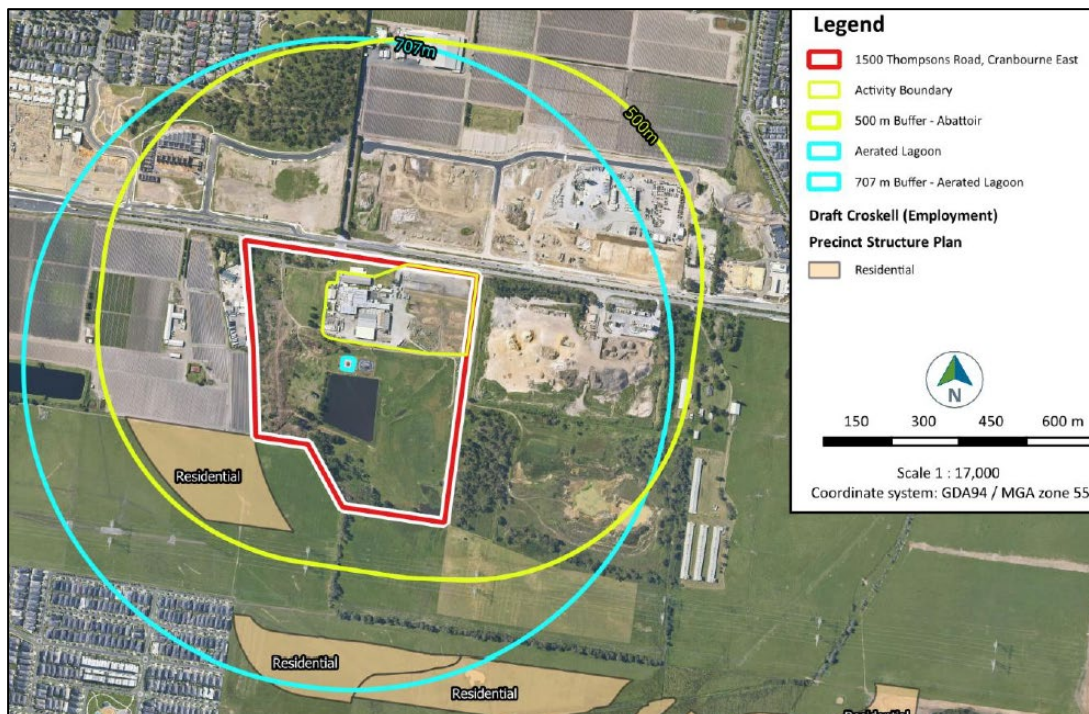 707m
500m
Legend
1500 Thompsons Road, Cranbourne East
Activity Boundary
500 m Buffer - Abattoir
Aerated Lagoon
707 m Buffer - Aerated Lagoon
Draft Croskell (Employment)
Precinct Structure Plan
Residential
N
150 300 450 600 m
Scale 1 : 17,000
Coordinate system: GDA94 / MGA zone 55
Residential
Residential
Residential
Residential